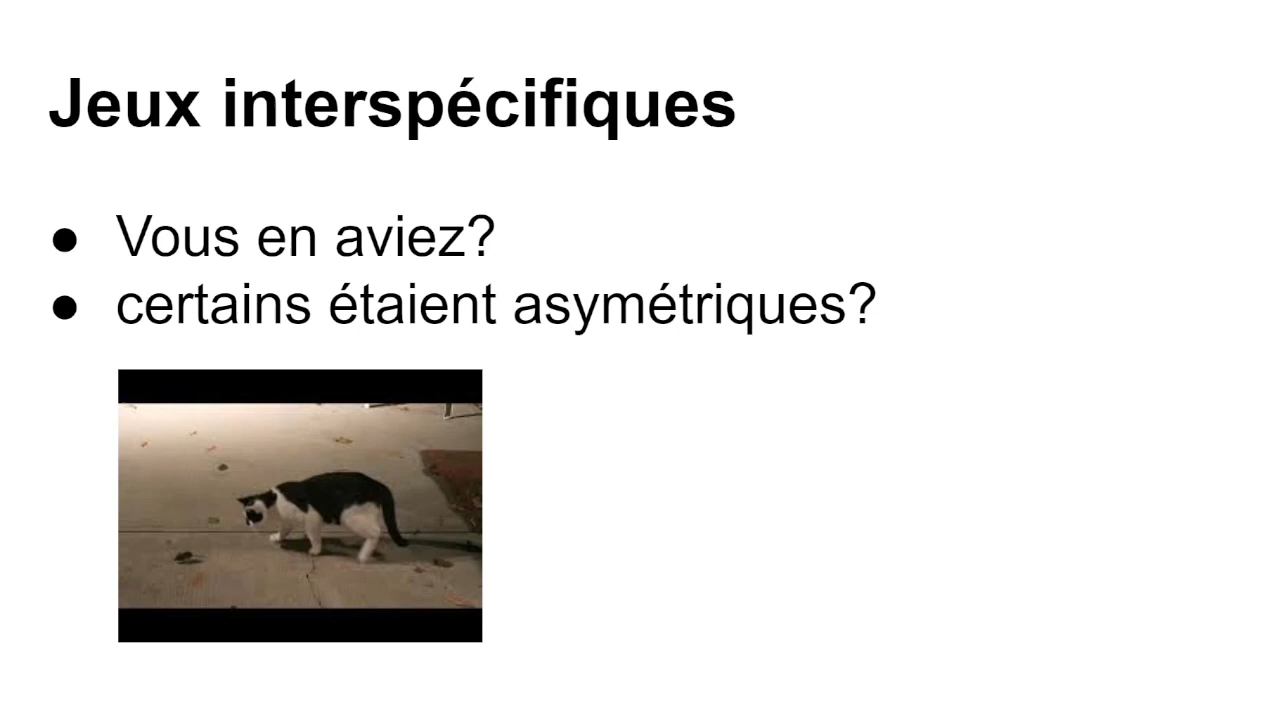 Jeux interspécifiques
● Vous en aviez?
● certains étaient asymétriques?